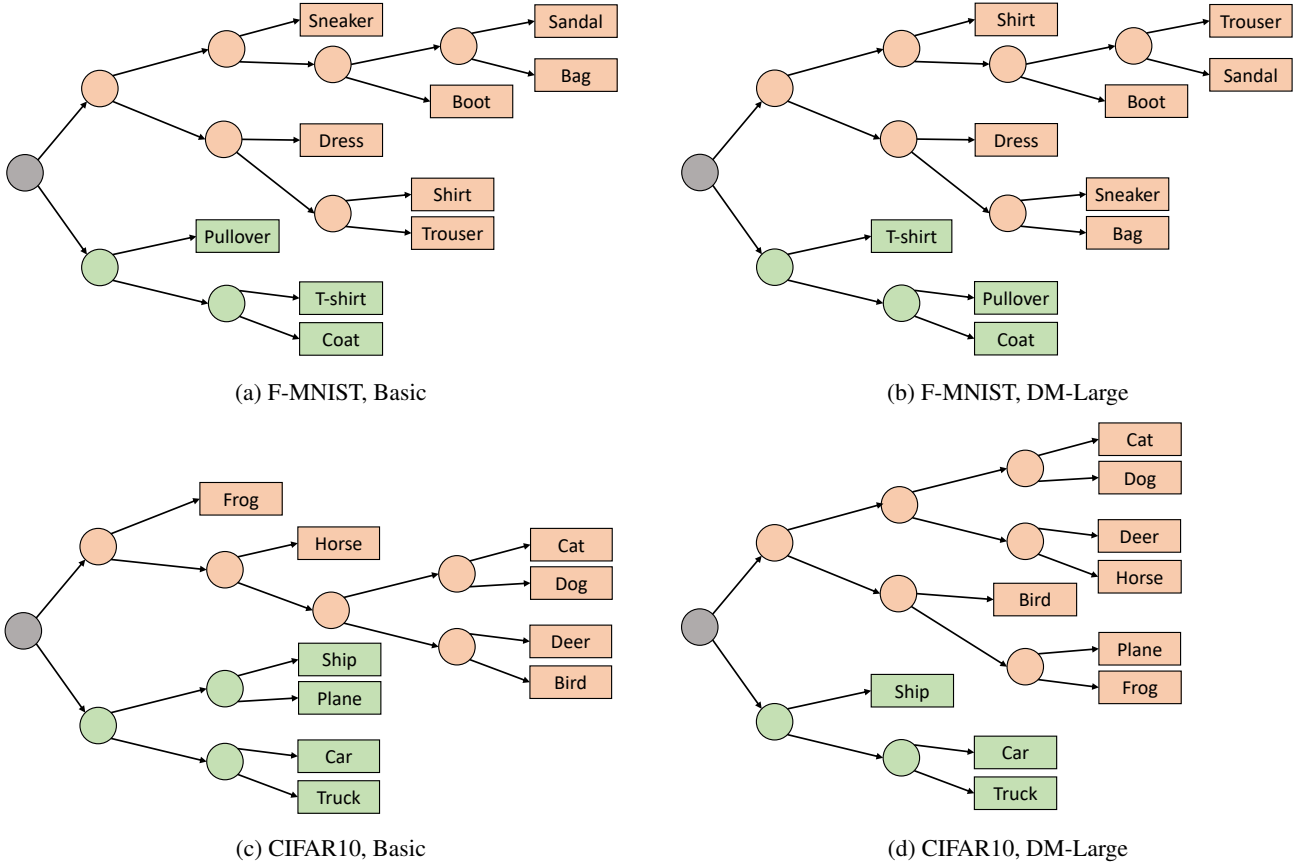 Sneaker
Sandal
Bag
Boot
Dress
Shirt
Trouser
Pullover
T-shirt
Coat
(a) F-MNIST, Basic
Shirt
Trouser
Sandal
Boot
Dress
Sneaker
Bag
T-shirt
Pullover
Coat
(b) F-MNIST, DM-Large
Frog
Horse
Cat
Dog
Deer
Bird
Ship
Plane
Car
Truck
(c) CIFAR10, Basic
Cat
Dog
Deer
Horse
Bird
Plane
Frog
Ship
Car
Truck
(d) CIFAR10, DM-Large